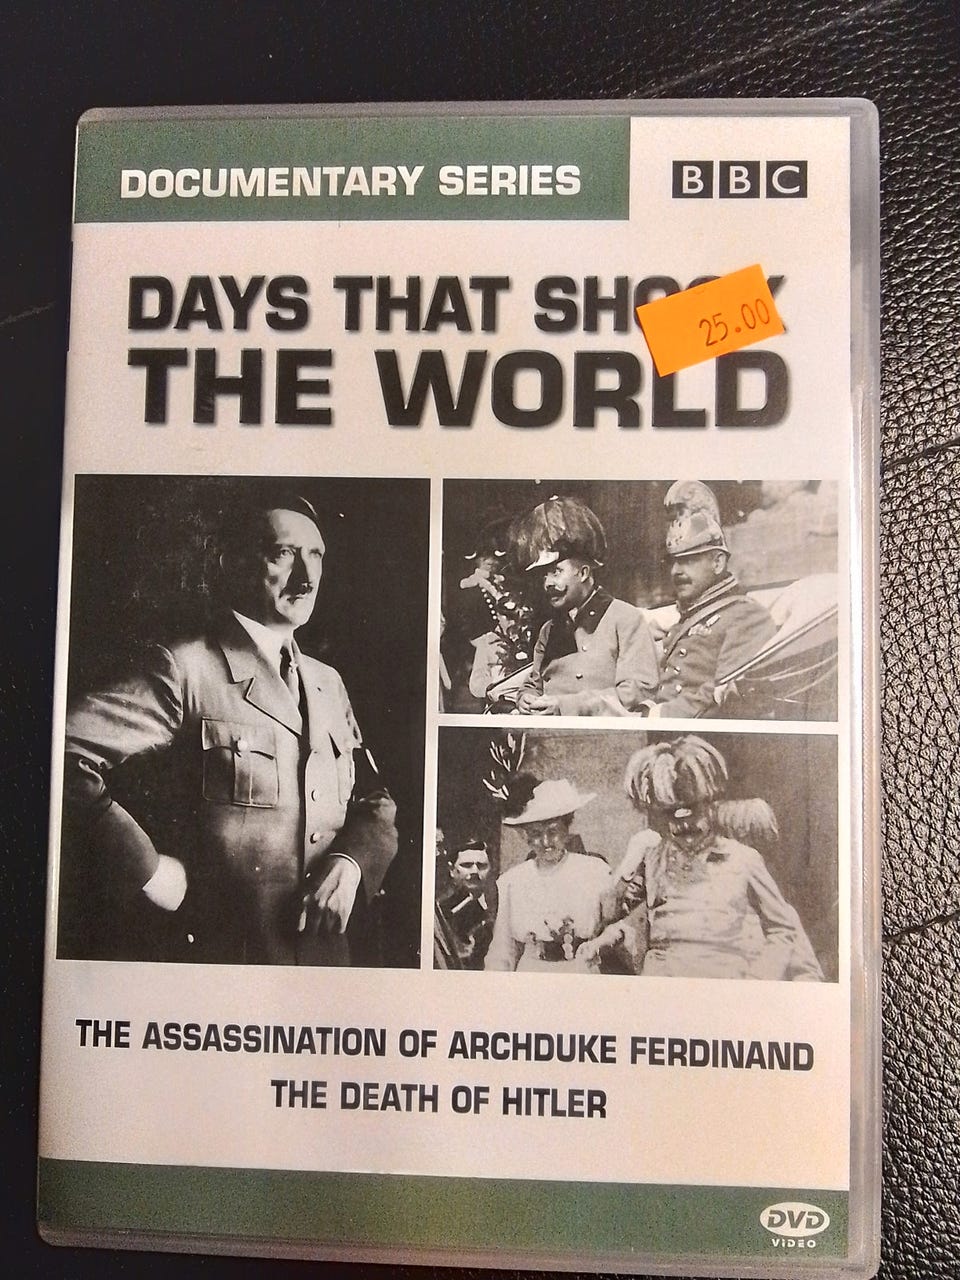 DOCUMENTARY SERIES
BBC
DAYS THAT SHOCK
25.00
THE WORLD
THE ASSASSINATION OF ARCHDUKE FERDINAND
THE DEATH OF HITLER
DVD
VIDEO